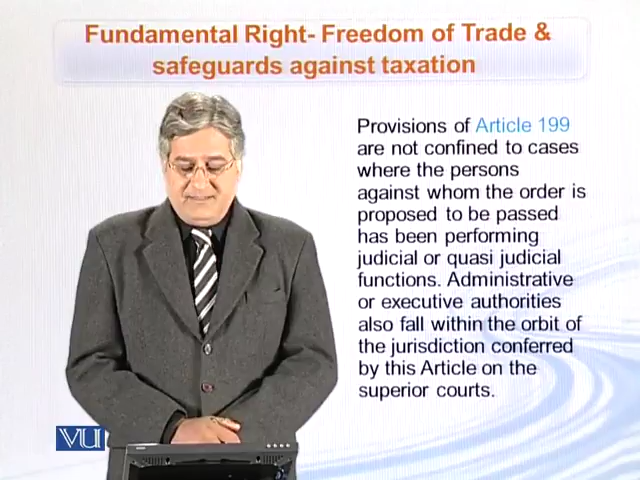 Fundamental Right- Freedom of Trade &
safeguards against taxation
Provisions of Article 199
are not confined to cases
where the persons
against whom the order is
proposed to be passed
has been performing
judicial or quasi judicial
functions. Administrative
or executive authorities
also fall within the orbit of
the jurisdiction conferred
by this Article on the
superior courts.
VU